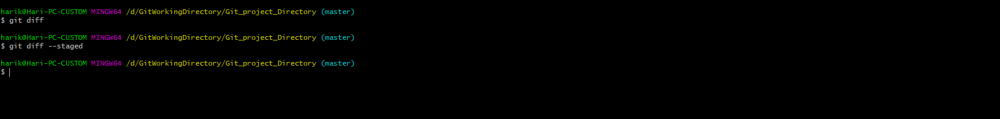 harik@Hari-PC-CUSTOM MINGW64 /d/GitWorkingDirectory/Git_project_Directory (master)
$ git diff
harik@Hari-PC-CUSTOM MINGW64 /d/GitWorkingDirectory/Git_project_Directory (master)
$ git diff --staged
harik@Hari-PC-CUSTOM MINGW64 /d/GitWorkingDirectory/Git_project_Directory (master)
$